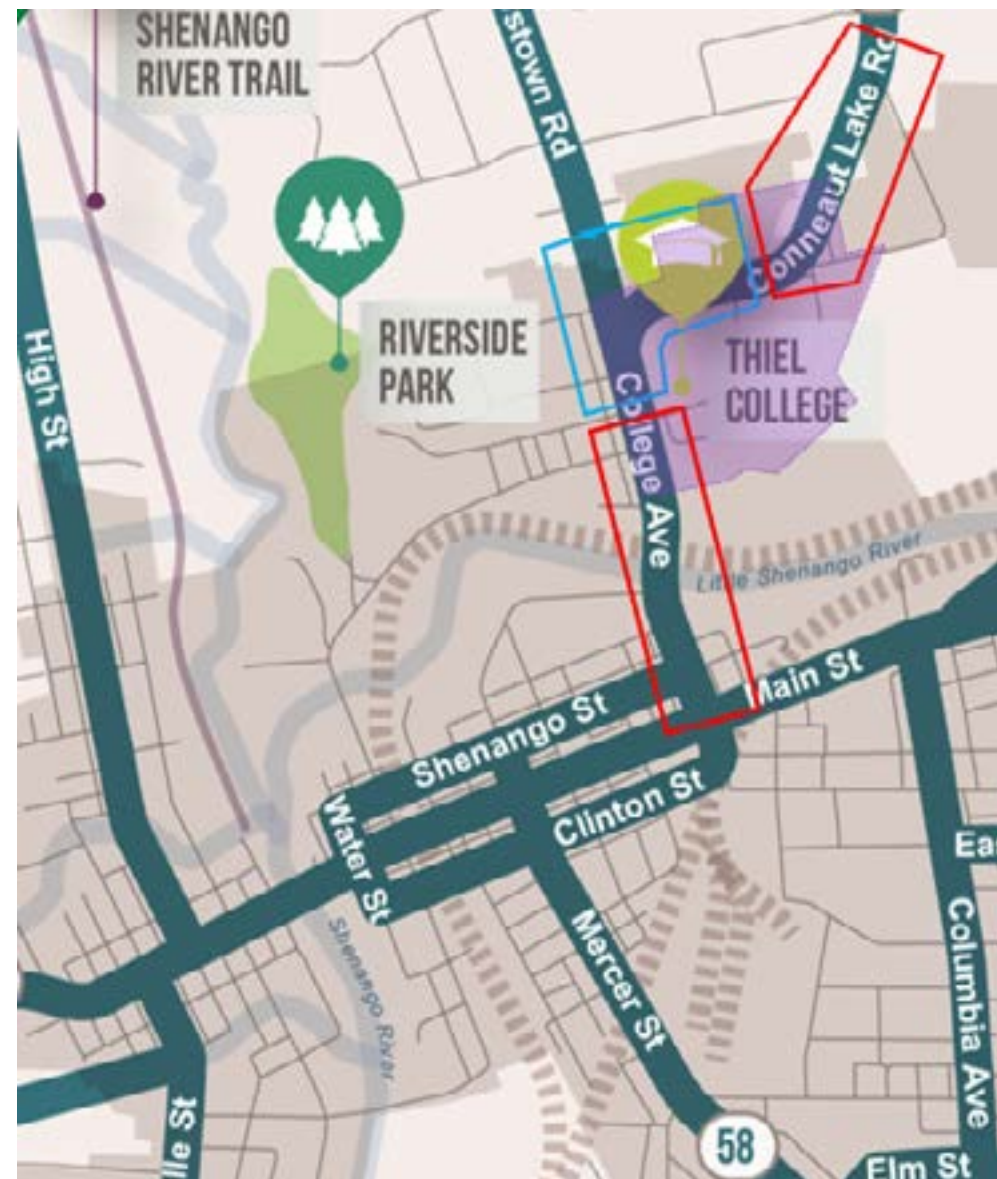 SHENANGO
RIVER TRAIL
stown Rd
Conneaut Lake Rd
RIVERSIDE
PARK
THIEL
COLLEGE
High St
College Ave
Little Shenango River
Main St
Shenango St
Clinton St
Water St
Shenango River
Mercer St
Ea
Columbia Ave
lle St
58
Elm St